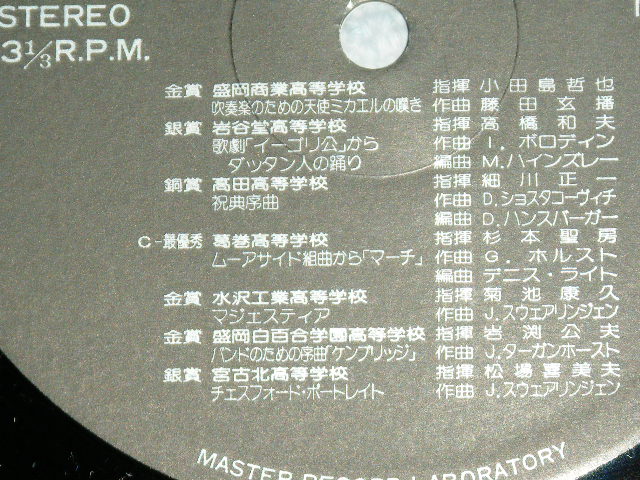 STEREO
3⅓ R.P.M.
金賞 盛岡商業高等学校 指揮 小田島哲也
吹奏楽のための天使ミカエルの嘆き 作曲 藤田玄播
銀賞 岩谷堂高等学校 指揮 高橋和夫
歌劇「イーゴリ公」から 作曲 I. ボロディン
ダッタン人の踊り 編曲 M.ハインズレー
銅賞 高田高等学校 指揮 細川正一
祝典序曲 作曲 D.ショスタコーヴィチ
編曲 D.ハンスバーガー
C-最優秀 葛巻高等学校 指揮 杉本聖房
ムーアサイド組曲から「マーチ」 作曲 G. ホルスト
編曲 デニス・ライト
金賞 水沢工業高等学校 指揮 菊池康久
マジェスティア 作曲 J.スウェアリンジェン
金賞 盛岡白百合学園高等学校 指揮 岩渕公夫
バンドのための序曲「ケンブリッジ」 作曲 J.ターガンホースト
銀賞 宮古北高等学校 指揮 松場喜美夫
チェスフォード・ポートレイト 作曲 J.スウェアリンジェン
MASTER RECORD LABORATORY